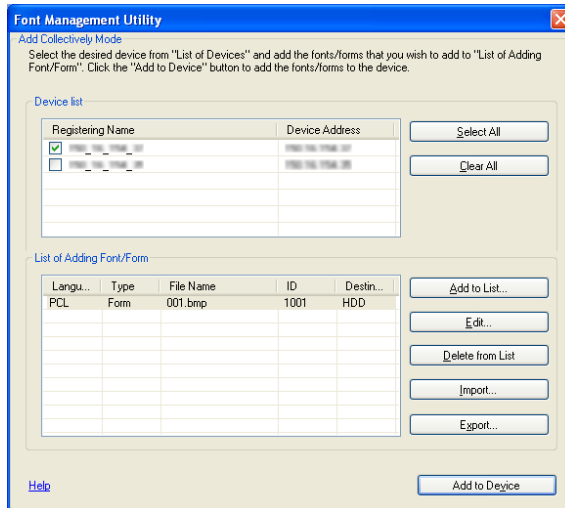 Font Management Utility
Add Collectively Mode
Select the desired device from "List of Devices" and add the fonts/forms that you wish to add to "List of Adding
Font/Form". Click the "Add to Device" button to add the fonts/forms to the device.
Device list
Registering Name Device Address
Select All
Clear All
List of Adding Font/Form
Langu... Type File Name ID Destin...
PCL Form 001.bmp 1001 HDD
Add to List...
Edit...
Delete from List
Import...
Export...
Help
Add to Device